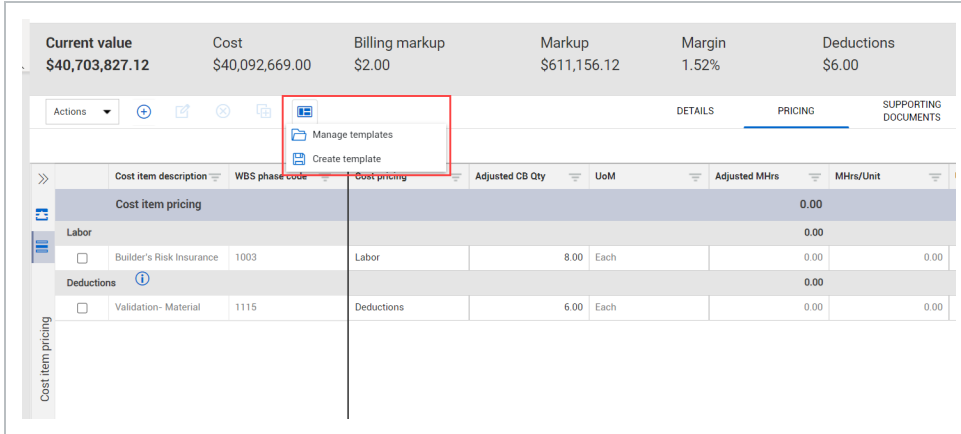 Current value Cost Billing markup Markup Margin Deductions
$40,703,827.12 $40,092,669.00 $2.00 $611,156.12 1.52% $6.00
Actions DETAILS PRICING SUPPORTING DOCUMENTS
Manage templates
Create template
Cost item description WBS phase code Cost pricing Adjusted CB Qty UoM Adjusted MHrs MHrs/Unit
Cost item pricing 0.00
Labor 0.00
Builder's Risk Insurance 1003 Labor 8.00 Each 0.00 0.00
Deductions 0.00
Validation- Material 1115 Deductions 6.00 Each 0.00 0.00
Cost item pricing